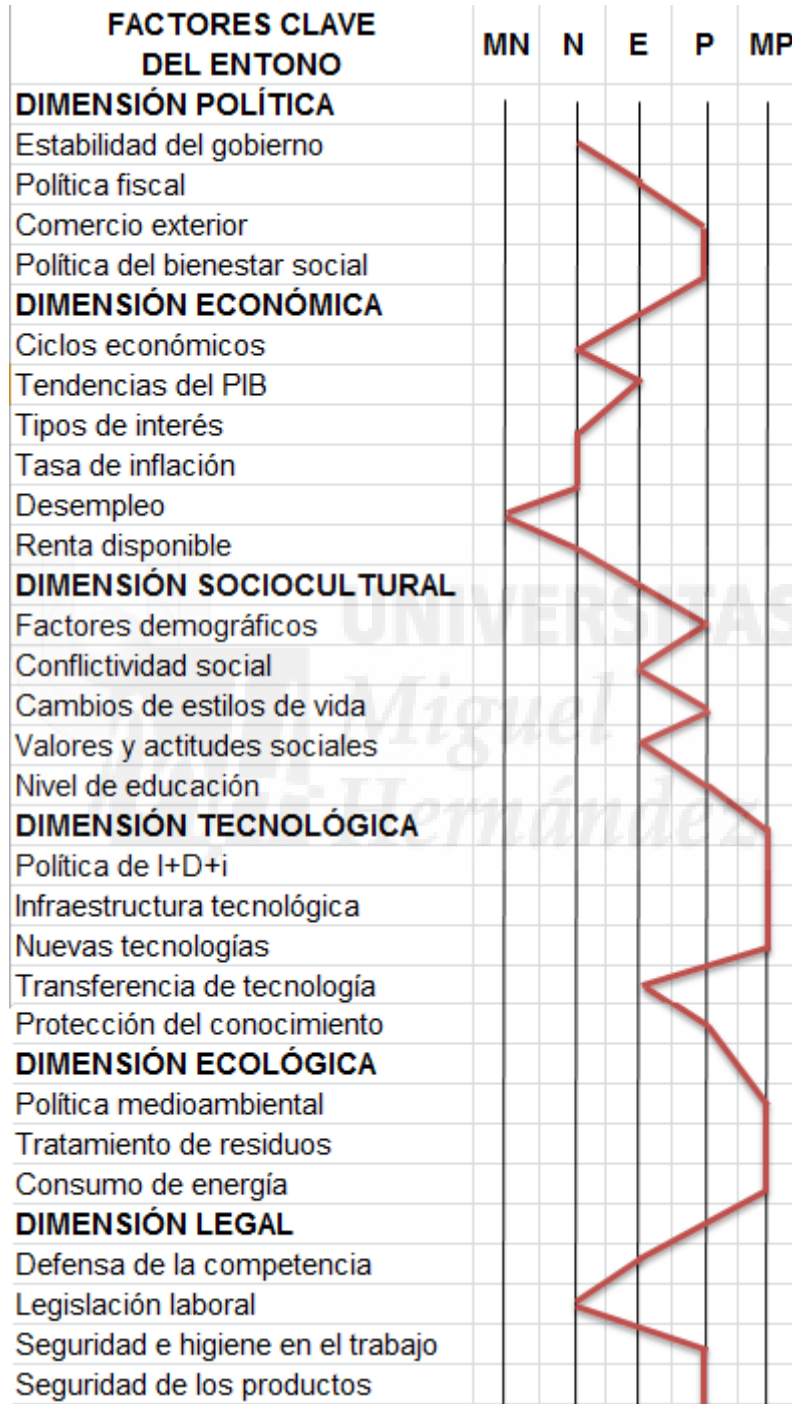 FACTORES CLAVE
DEL ENTONO
MN N E P MP
DIMENSIÓN POLÍTICA
Estabilidad del gobierno
Política fiscal
Comercio exterior
Política del bienestar social
DIMENSIÓN ECONÓMICA
Ciclos económicos
Tendencias del PIB
Tipos de interés
Tasa de inflación
Desempleo
Renta disponible
DIMENSIÓN SOCIOCULTURAL
Factores demográficos
Conflictividad social
Cambios de estilos de vida
Valores y actitudes sociales
Nivel de educación
DIMENSIÓN TECNOLÓGICA
Política de I+D+i
Infraestructura tecnológica
Nuevas tecnologías
Transferencia de tecnología
Protección del conocimiento
DIMENSIÓN ECOLÓGICA
Política medioambiental
Tratamiento de residuos
Consumo de energía
DIMENSIÓN LEGAL
Defensa de la competencia
Legislación laboral
Seguridad e higiene en el trabajo
Seguridad de los productos
UNIVERSITAS
Miguel
Hernández